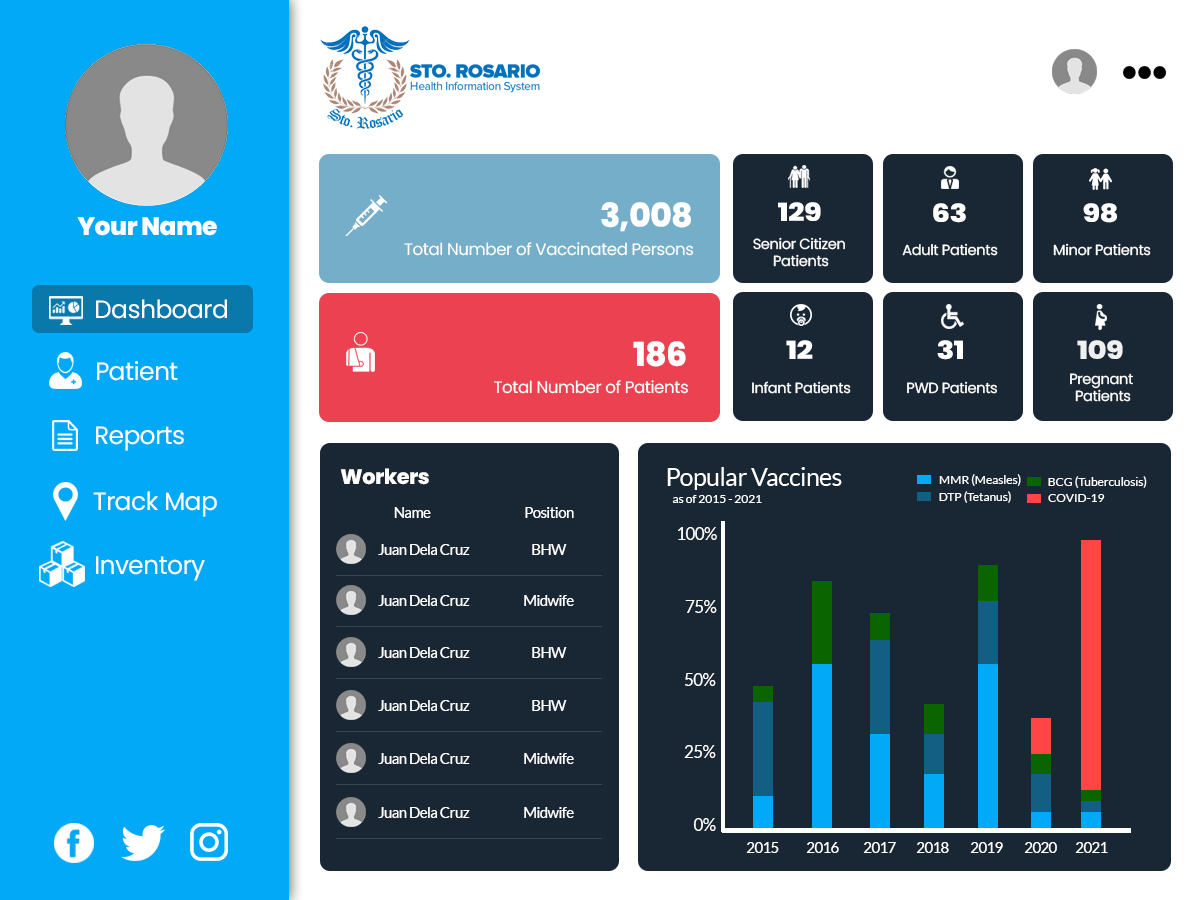 STO. ROSARIO
Health Information System
Sto. Rosario
Your Name
Dashboard
Patient
Reports
Track Map
Inventory
3,008
Total Number of Vaccinated Persons
129
Senior Citizen
Patients
63
Adult Patients
98
Minor Patients
186
Total Number of Patients
12
Infant Patients
31
PWD Patients
109
Pregnant
Patients
Workers
Name Position
Juan Dela Cruz BHW
Juan Dela Cruz Midwife
Juan Dela Cruz BHW
Juan Dela Cruz BHW
Juan Dela Cruz Midwife
Juan Dela Cruz Midwife
Popular Vaccines
as of 2015 - 2021
MMR (Measles) BCG (Tuberculosis)
DTP (Tetanus) COVID-19
100%
75%
50%
25%
0%
2015 2016 2017 2018 2019 2020 2021